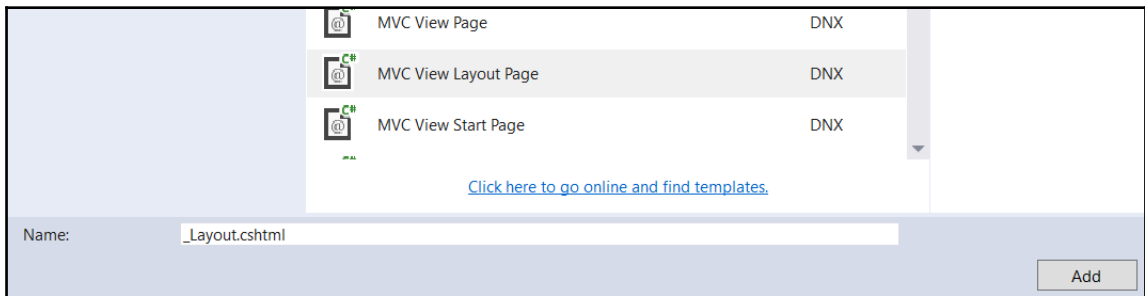 MVC View Page DNX
C#
MVC View Layout Page DNX
C#
MVC View Start Page DNX
Click here to go online and find templates.
Name: _Layout.cshtml
Add